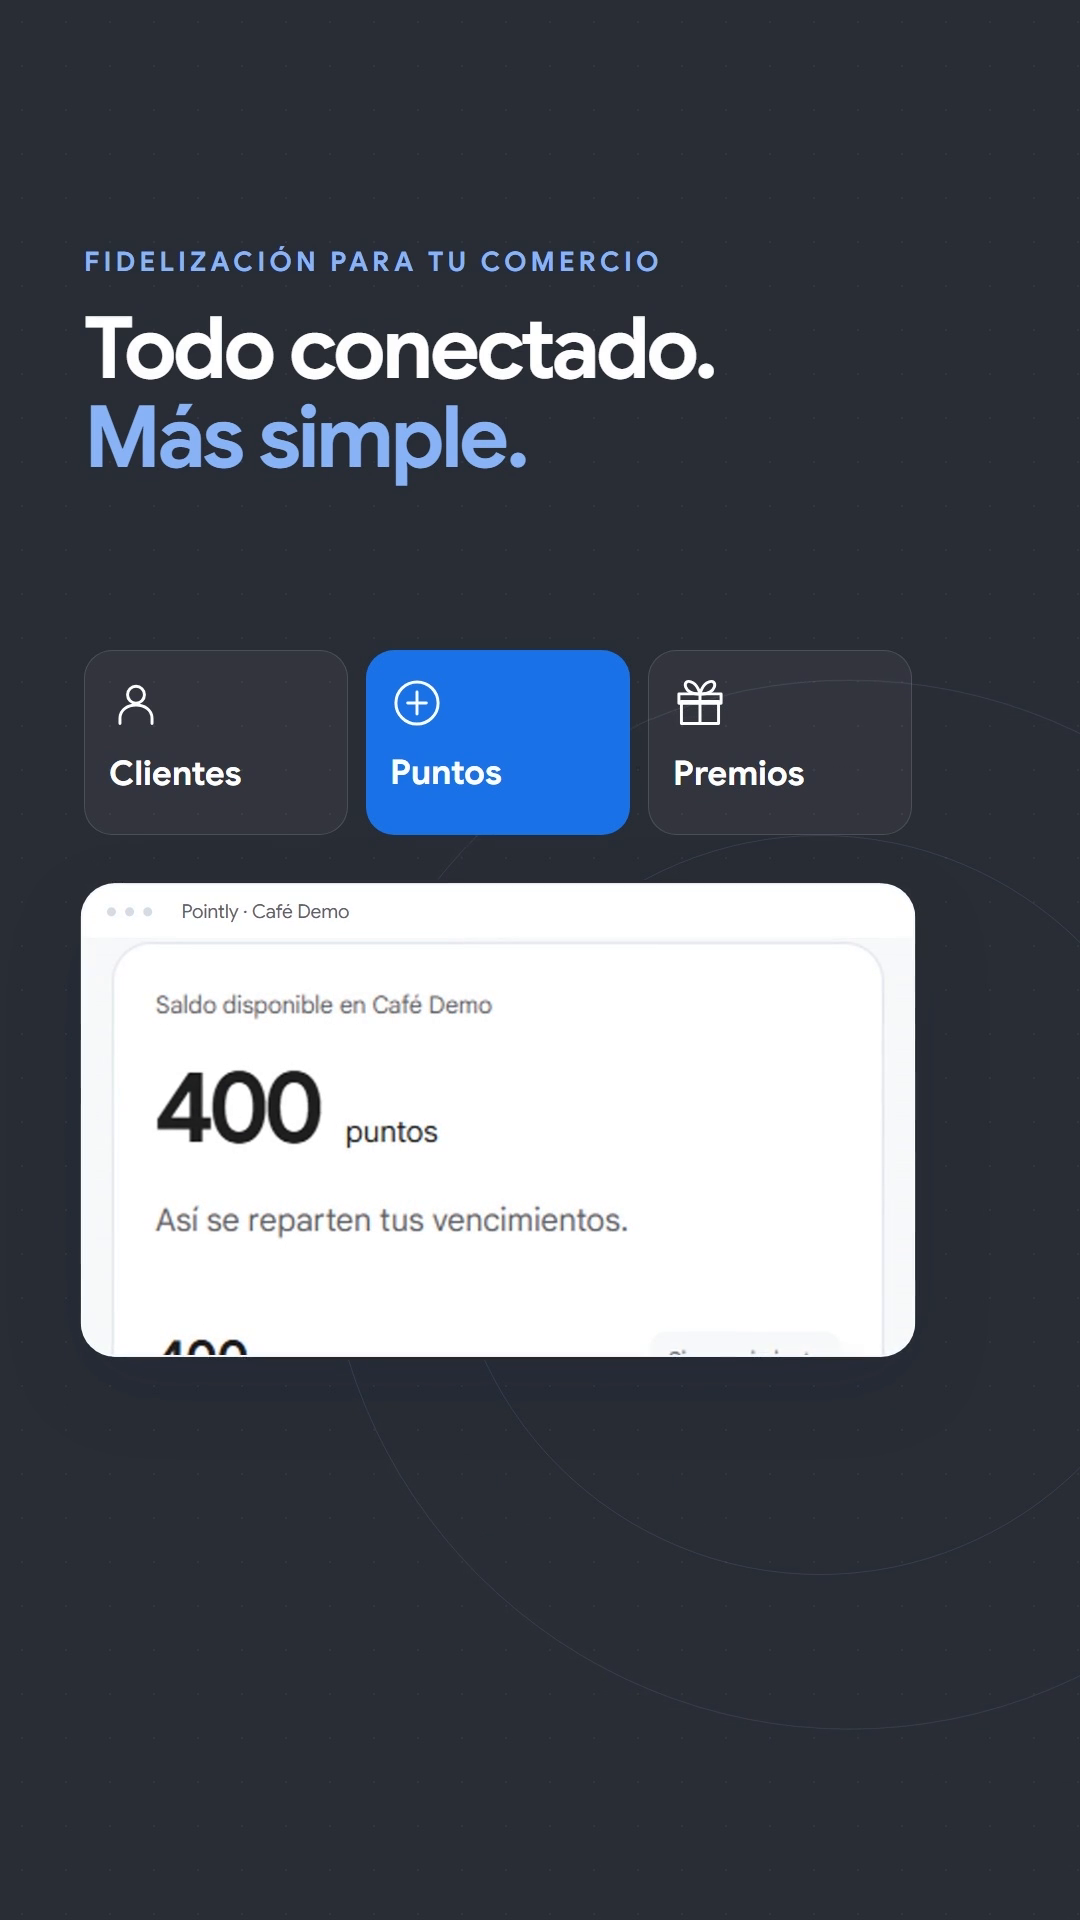 FIDELIZACIÓN PARA TU COMERCIO
Todo conectado.
Más simple.
Clientes
Puntos
Premios
Pointly · Café Demo
Saldo disponible en Café Demo
400 puntos
Así se reparten tus vencimientos.
400